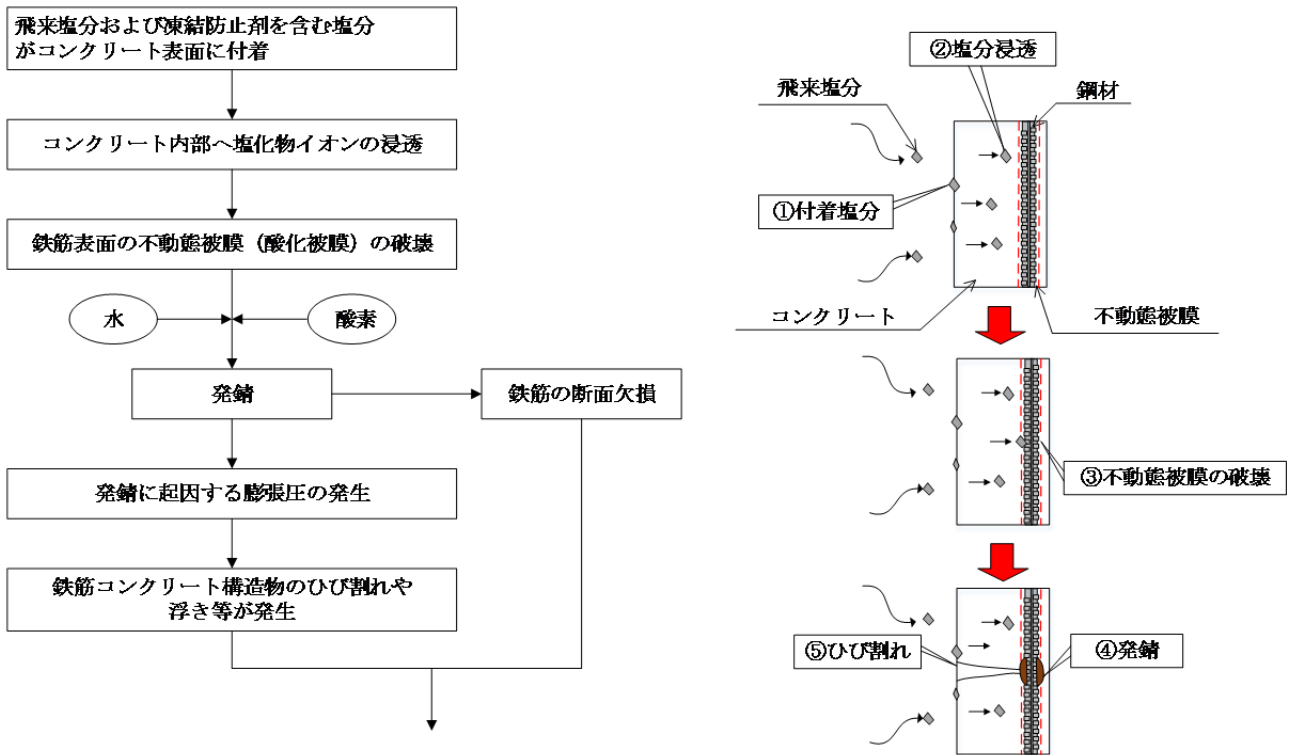 飛来塩分および凍結防止剤を含む塩分
がコンクリート表面に付着
コンクリート内部へ塩化物イオンの浸透
鉄筋表面の不動態被膜（酸化被膜）の破壊
水
酸素
発錆
鉄筋の断面欠損
発錆に起因する膨張圧の発生
鉄筋コンクリート構造物のひび割れや
浮き等が発生
②塩分浸透
飛来塩分
鋼材
①付着塩分
コンクリート
不動態被膜
③不動態被膜の破壊
⑤ひび割れ
④発錆